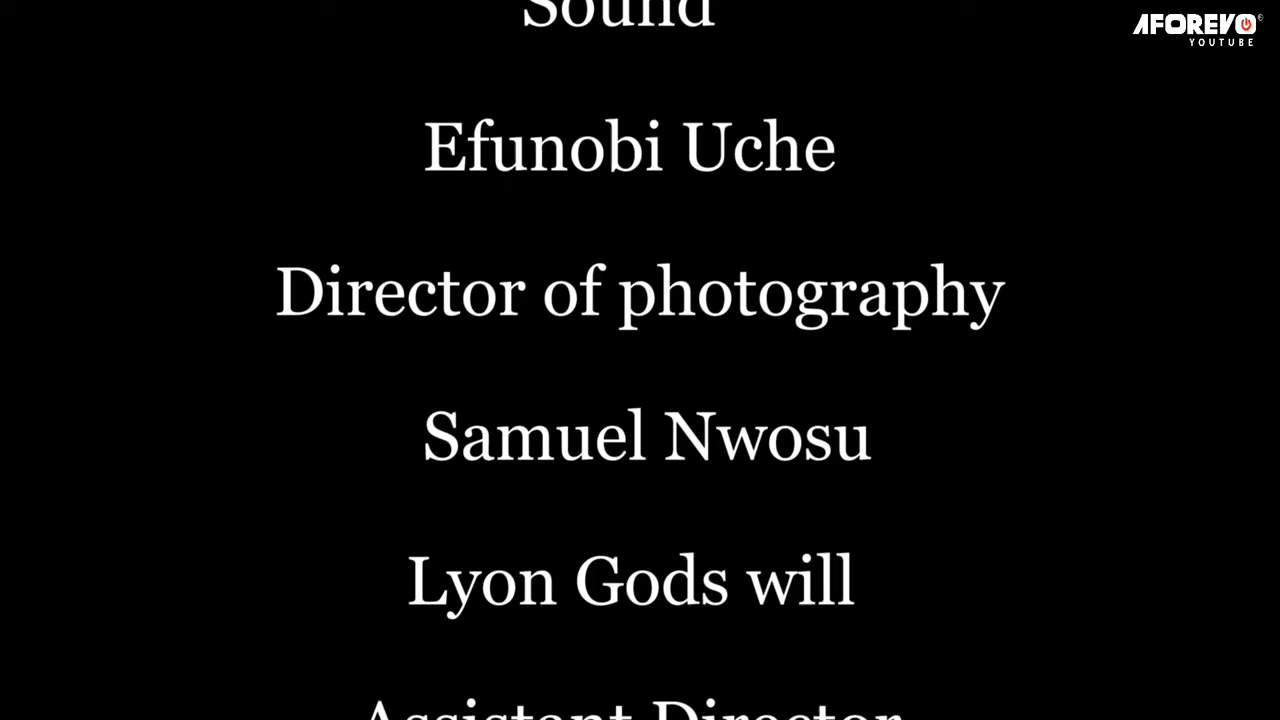 Sound
AFOREVO
YOUTUBE
Efunobi Uche
Director of photography
Samuel Nwosu
Lyon Gods will
Assistant Director